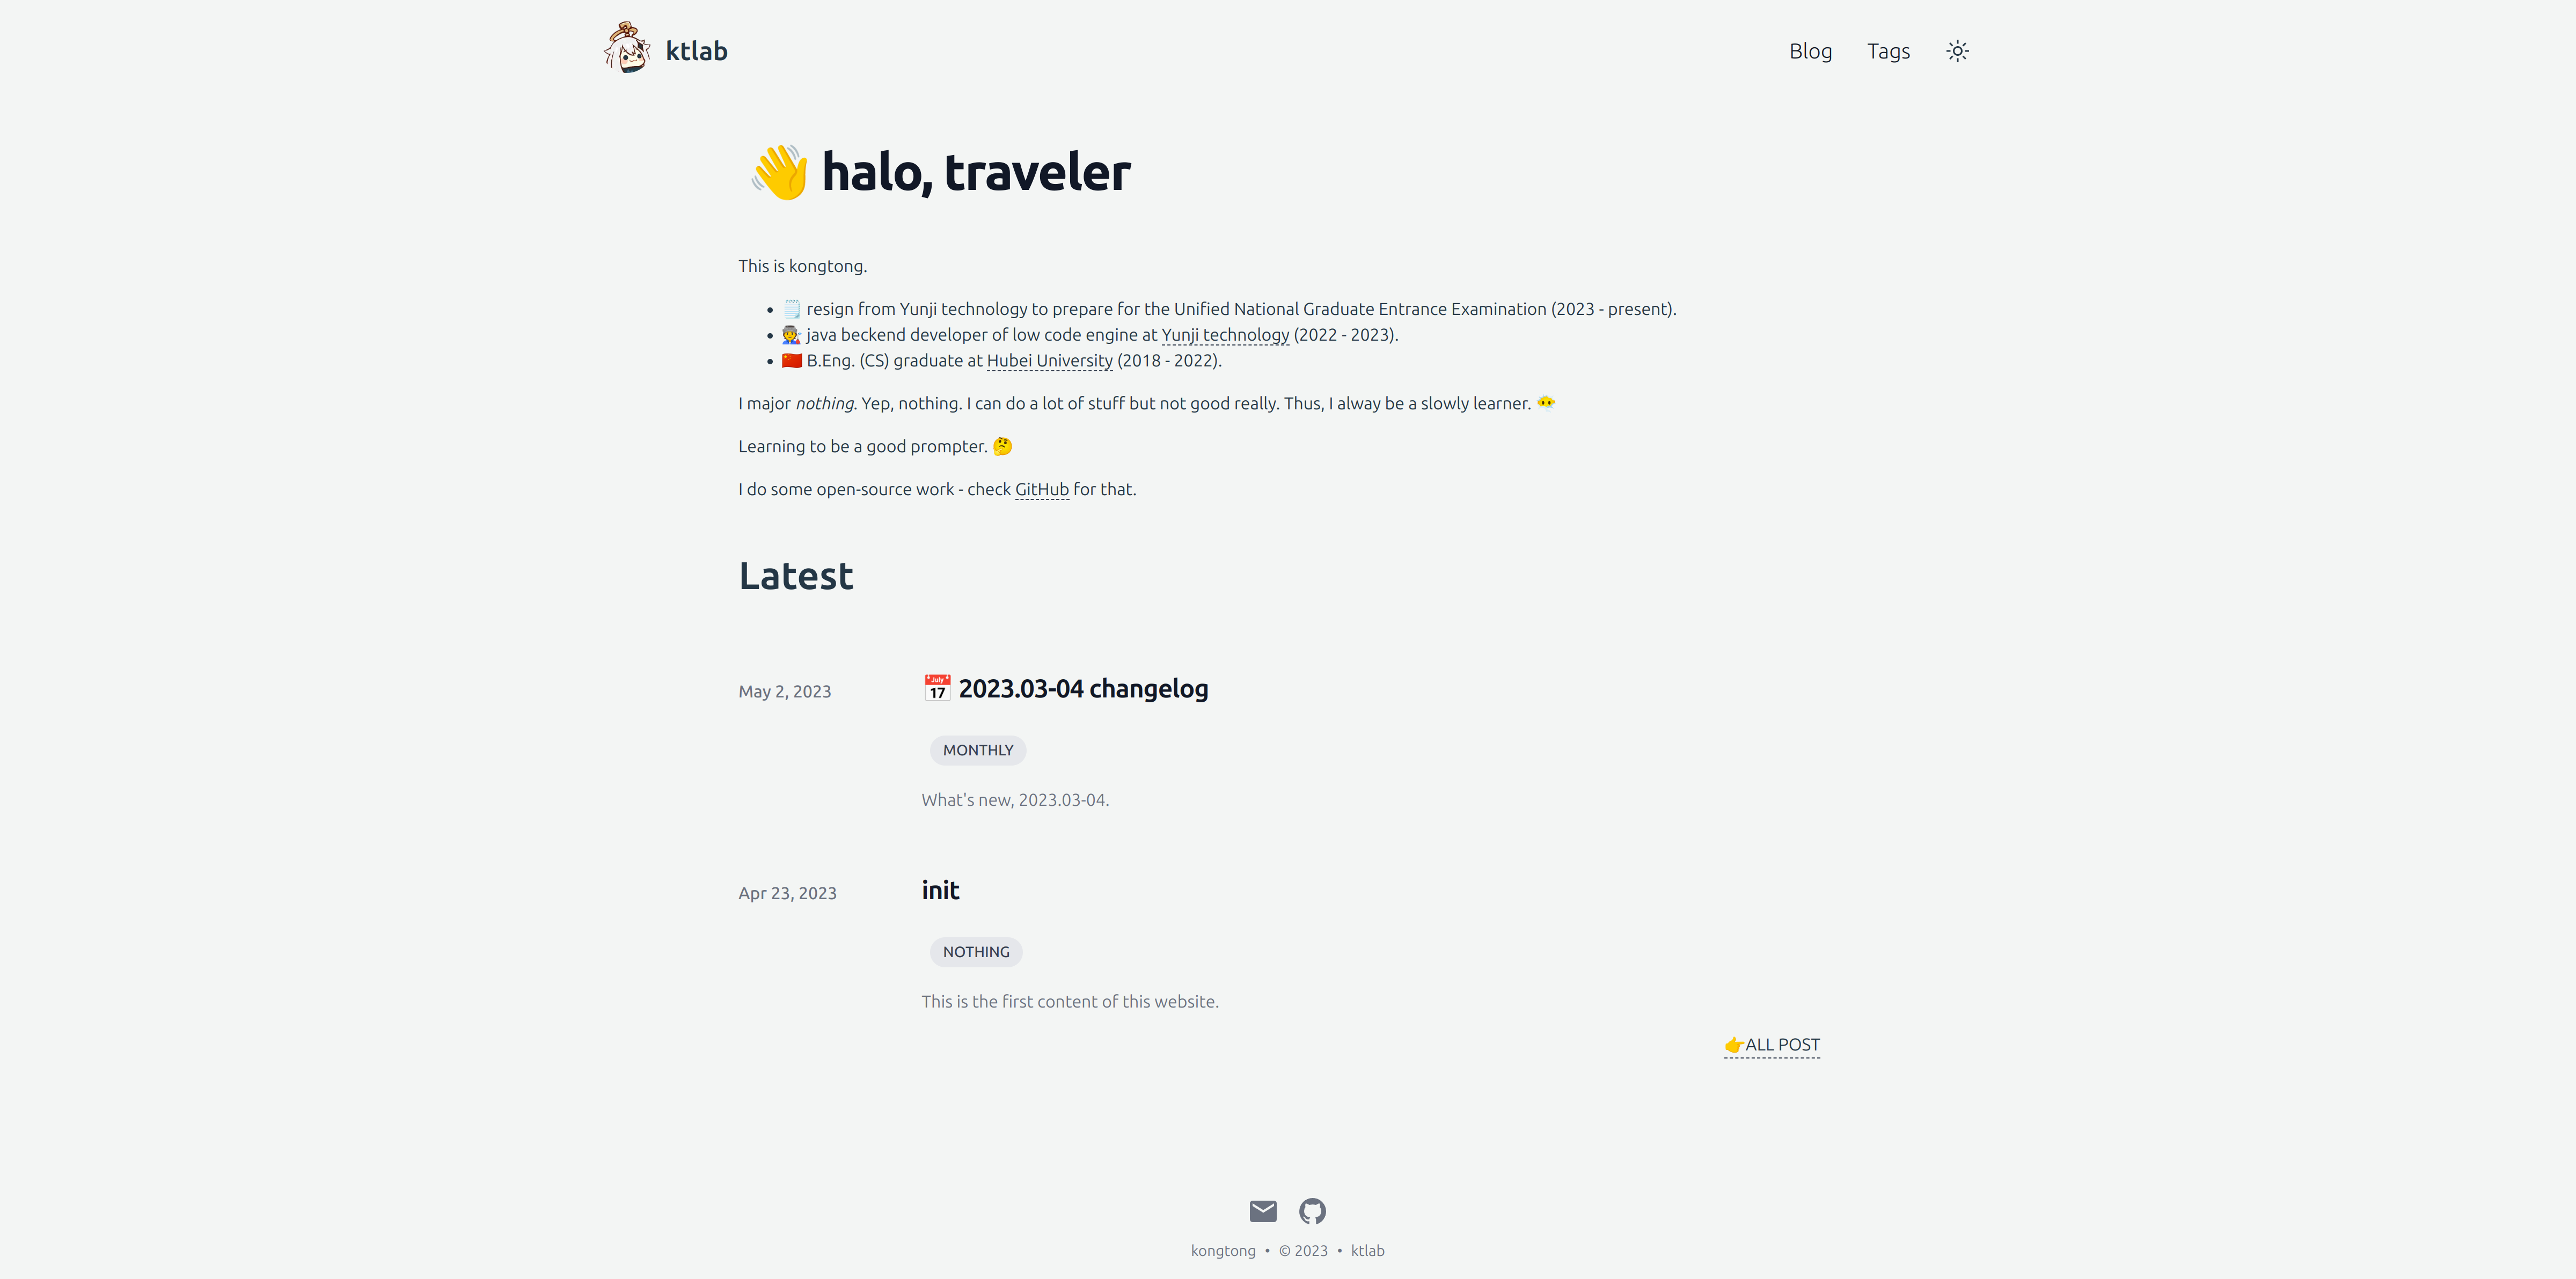 ktlab
Blog
Tags
👋 halo, traveler
This is kongtong.
• 🗒️ resign from Yunji technology to prepare for the Unified National Graduate Entrance Examination (2023 - present).
• 👨‍🏭 java beckend developer of low code engine at Yunji technology (2022 - 2023).
• 🇨🇳 B.Eng. (CS) graduate at Hubei University (2018 - 2022).
I major nothing. Yep, nothing. I can do a lot of stuff but not good really. Thus, I alway be a slowly learner. 😶‍🌫️
Learning to be a good prompter. 🤔
I do some open-source work - check GitHub for that.
Latest
May 2, 2023
📅 2023.03-04 changelog
MONTHLY
What's new, 2023.03-04.
Apr 23, 2023
init
NOTHING
This is the first content of this website.
👉ALL POST
kongtong • © 2023 • ktlab